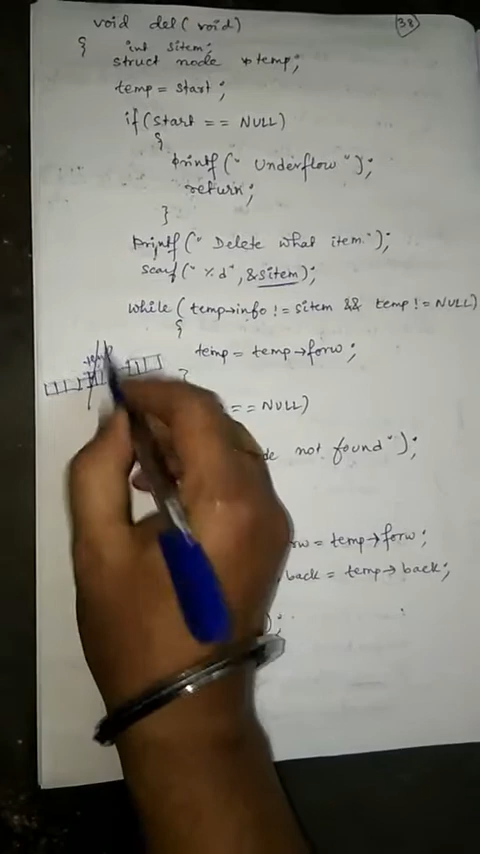 38
void del( void)
{ int sitem;
struct node *temp;
temp = start;
if(start == NULL)
{
printf(" Underflow ");
return;
}
printf(" Delete what item.");
scanf(" %d", &sitem);
while( temp→info != sitem && temp != NULL)
{
temp = temp→forw;
}
== NULL)
not found");
= temp→forw;
back = temp→back;
);